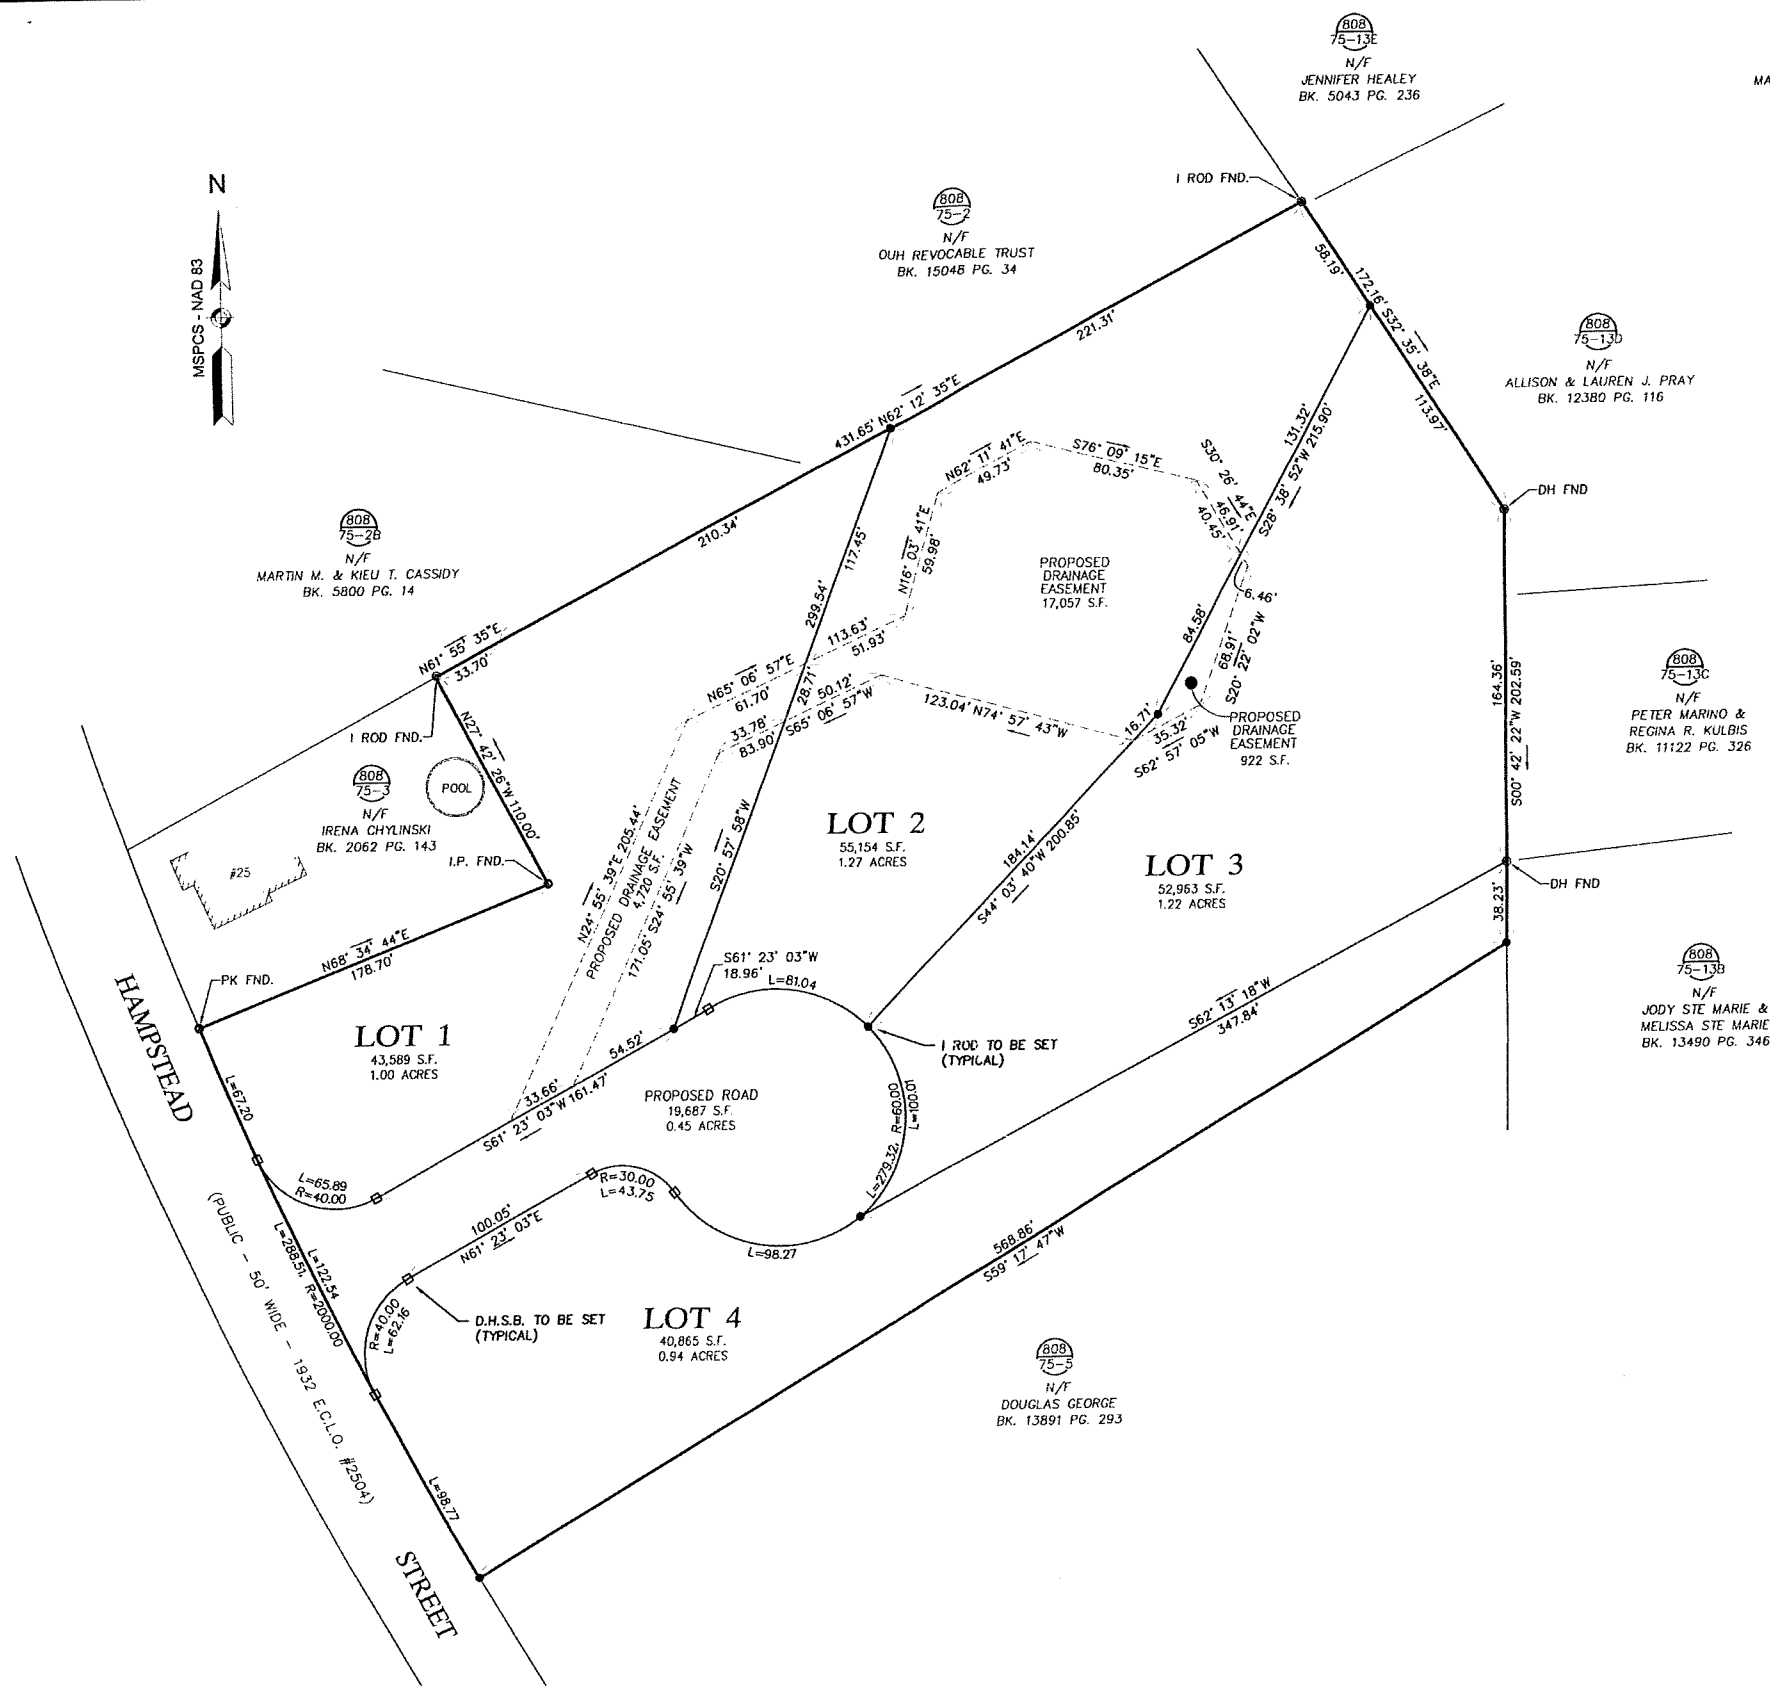 808
75-13E
N/F
JENNIFER HEALEY
BK. 5043 PG. 236
MA
N
MSPCS - NAD 83
808
75-2
N/F
OUH REVOCABLE TRUST
BK. 15048 PG. 34
I ROD FND.
58.19'
172.16' S32° 35' 38"E
113.97'
221.31'
431.65' N62° 12' 35"E
210.34'
808
75-13D
N/F
ALLISON & LAUREN J. PRAY
BK. 12380 PG. 116
DH FND
808
75-2B
N/F
MARTIN M. & KIEU T. CASSIDY
BK. 5800 PG. 14
N61° 55' 35"E
33.70'
N62° 11' 41"E
49.73'
S76° 09' 15"E
80.35'
S30° 26' 44"E
46.91'
40.45'
131.32'
S28° 38' 52"W 215.90'
117.45'
299.54'
N16° 03' 41"E
59.98'
PROPOSED
DRAINAGE
EASEMENT
17,057 S.F.
6.46'
84.58'
68.91'
S20° 22' 02"W
113.63'
51.93'
N65° 06' 57"E
61.70'
28.71'
50.12'
S65° 06' 57"W
33.78'
83.90'
123.04' N74° 57' 43"W
16.71'
35.32'
S62° 57' 05"W
PROPOSED
DRAINAGE
EASEMENT
922 S.F.
164.36'
S00° 42' 22"W 202.59'
808
75-13C
N/F
PETER MARINO &
REGINA R. KULBIS
BK. 11122 PG. 326
I ROD FND.
N27° 42' 26"W 110.00'
808
75-3
N/F
IRENA CHYLINSKI
BK. 2062 PG. 143
POOL
I.P. FND.
#25
N24° 55' 39"E 205.44'
PROPOSED DRAINAGE EASEMENT
4,720 S.F.
171.05' S24° 55' 39"W
S20° 57' 58"W
LOT 2
55,154 S.F.
1.27 ACRES
184.14'
S44° 03' 40"W 200.85'
LOT 3
52,963 S.F.
1.22 ACRES
DH FND
38.23'
N68° 34' 44"E
178.70'
PK FND.
S61° 23' 03"W
18.96'
L=81.04
808
75-13B
N/F
JODY STE MARIE &
MELISSA STE MARIE
BK. 13490 PG. 346
S62° 13' 18"W
347.84'
HAMPSTEAD
LOT 1
43,589 S.F.
1.00 ACRES
54.52'
33.66'
S61° 23' 03"W 161.47'
I ROD TO BE SET
(TYPICAL)
PROPOSED ROAD
19,687 S.F.
0.45 ACRES
L=67.20
L=279.32, R=60.00
L=100.01
L=65.89
R=40.00
R=30.00
L=43.75
100.05'
N61° 23' 03"E
L=98.27
L=122.54
L=288.51, R=2000.00
(PUBLIC - 50' WIDE - 1932 E.C.L.O. #2504)
568.86'
S59° 17' 47"W
R=40.00
L=62.16
D.H.S.B. TO BE SET
(TYPICAL)
LOT 4
40,865 S.F.
0.94 ACRES
808
75-5
N/F
DOUGLAS GEORGE
BK. 13891 PG. 293
L=98.77
STREET